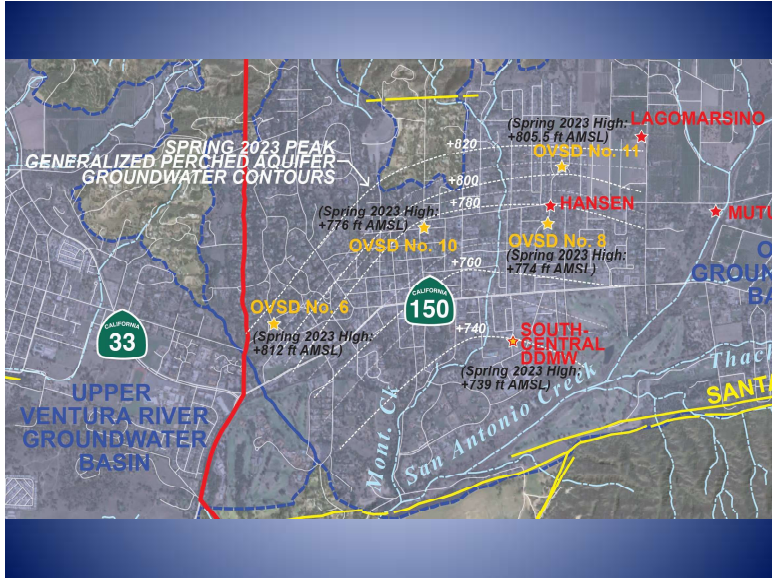 SPRING 2023 PEAK
GENERALIZED PERCHED AQUIFER
GROUNDWATER CONTOURS
+820
+800
+780
+760
+740
(Spring 2023 High:
+805.5 ft AMSL)
LAGOMARSINO
OVSD No. 11
HANSEN
MUTU
(Spring 2023 High:
+776 ft AMSL)
OVSD No. 10
OVSD No. 8
(Spring 2023 High:
+774 ft AMSL)
O
GROUN
BA
CALIFORNIA
150
OVSD No. 6
(Spring 2023 High:
+812 ft AMSL)
CALIFORNIA
33
SOUTH-
CENTRAL
DDMW
(Spring 2023 High:
+739 ft AMSL)
UPPER
VENTURA RIVER
GROUNDWATER
BASIN
Mont. Ck
San Antonio Creek
Thach
SANTA